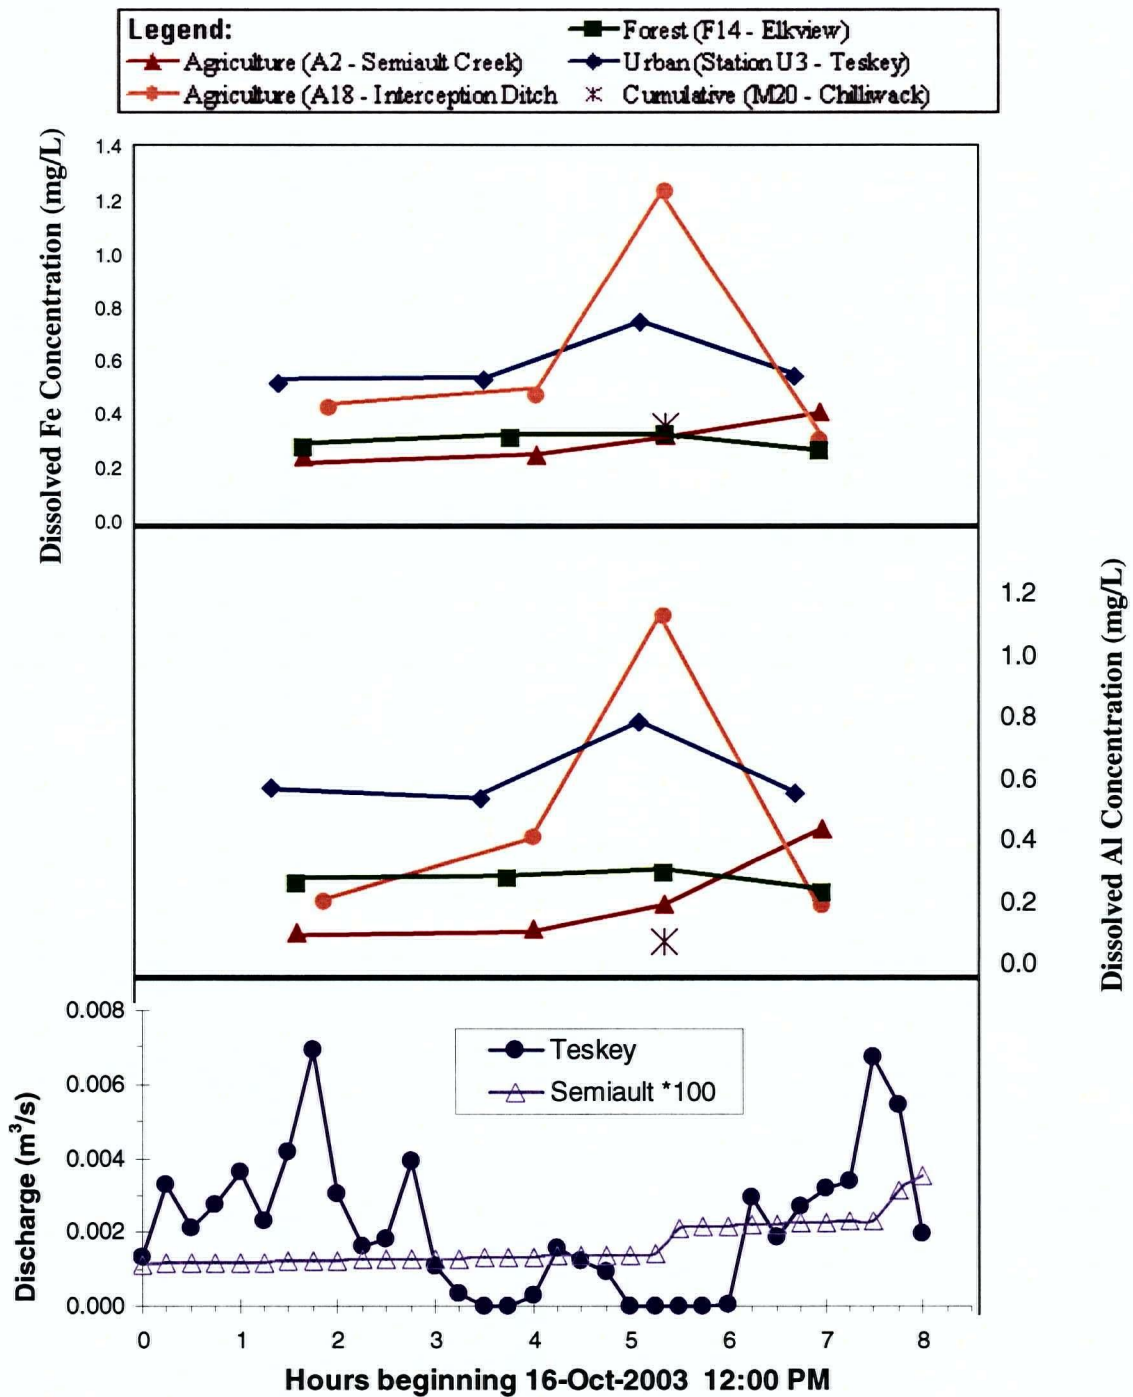 Legend:
Forest (F14 - Elkview)
Agriculture (A2 - Semiault Creek)
Urban (Station U3 - Teskey)
Agriculture (A18 - Interception Ditch
Cumulative (M20 - Chilliwack)
Dissolved Fe Concentration (mg/L)
1.4
1.2
1.0
0.8
0.6
0.4
0.2
0.0
Dissolved Al Concentration (mg/L)
1.2
1.0
0.8
0.6
0.4
0.2
0.0
Discharge (m³/s)
0.008
0.006
0.004
0.002
0.000
Teskey
Semiault *100
0 1 2 3 4 5 6 7 8
Hours beginning 16-Oct-2003 12:00 PM